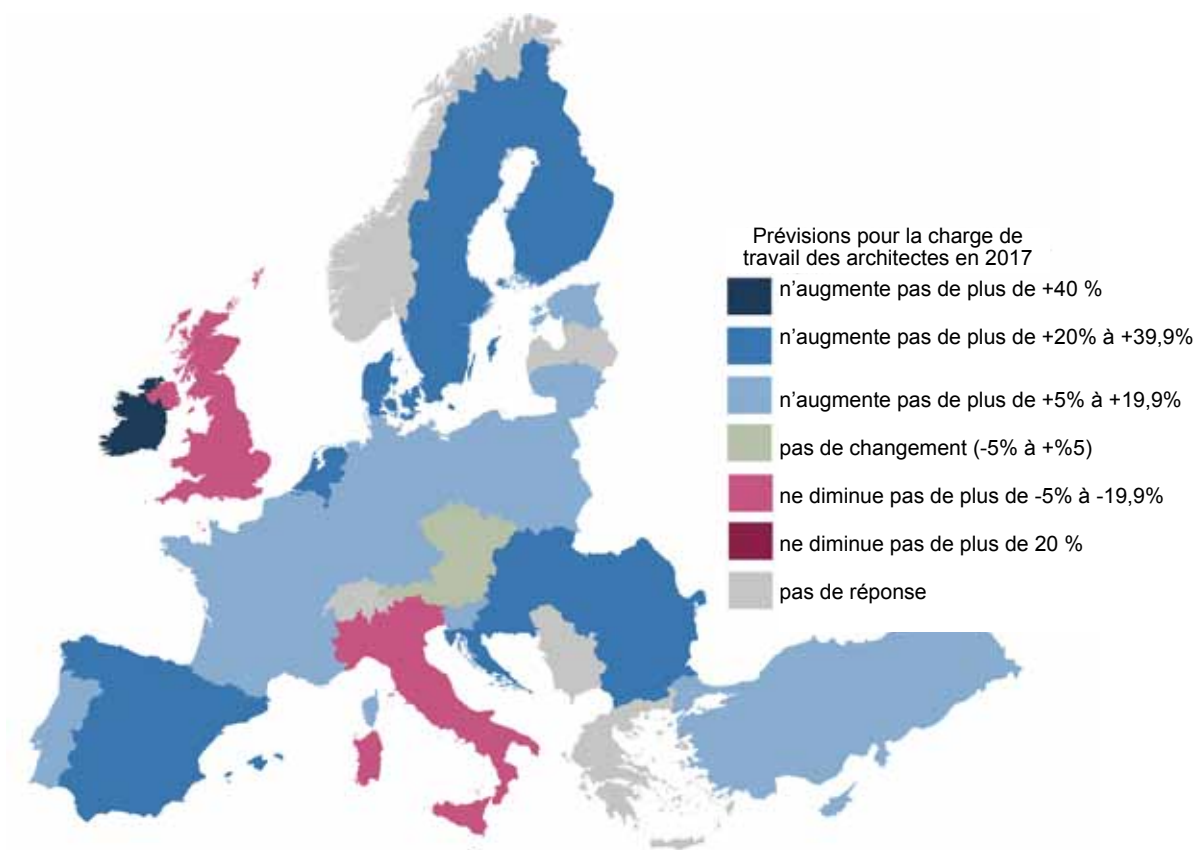 Prévisions pour la charge de
travail des architectes en 2017
n’augmente pas de plus de +40 %
n’augmente pas de plus de +20% à +39,9%
n’augmente pas de plus de +5% à +19,9%
pas de changement (-5% à +%5)
ne diminue pas de plus de -5% à -19,9%
ne diminue pas de plus de 20 %
pas de réponse